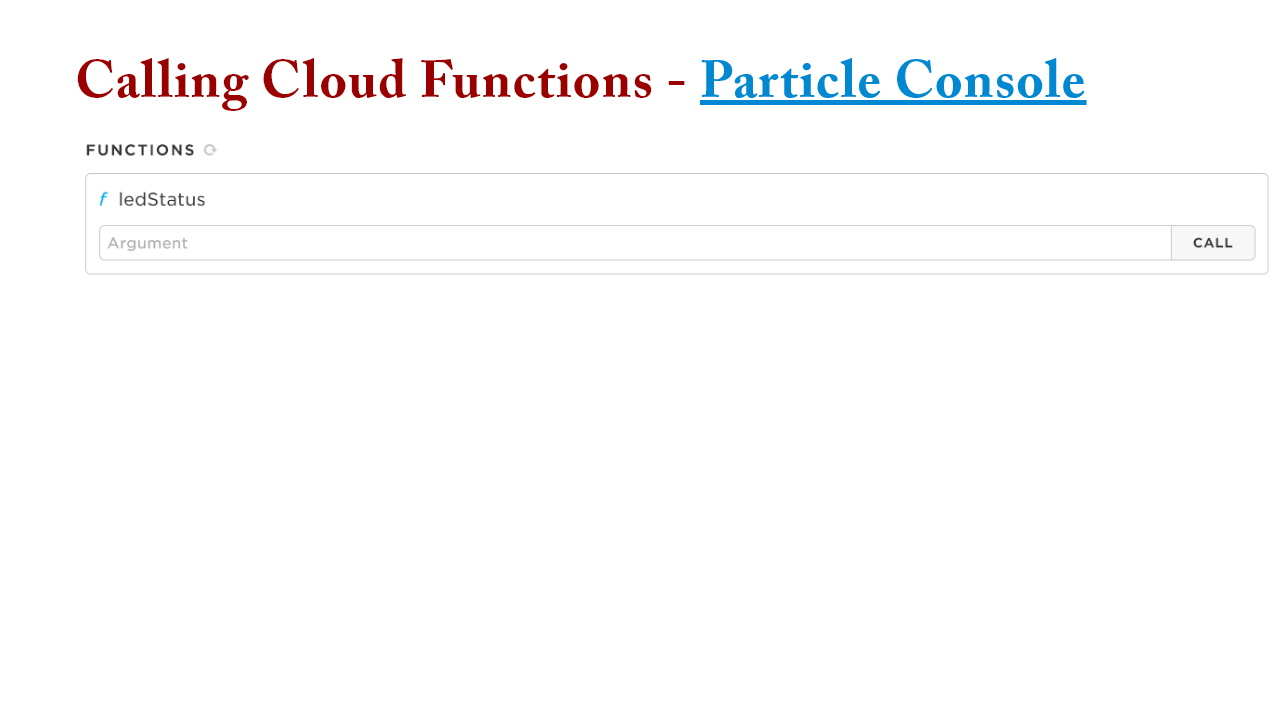 Calling Cloud Functions - Particle Console
FUNCTIONS
f ledStatus
Argument
CALL